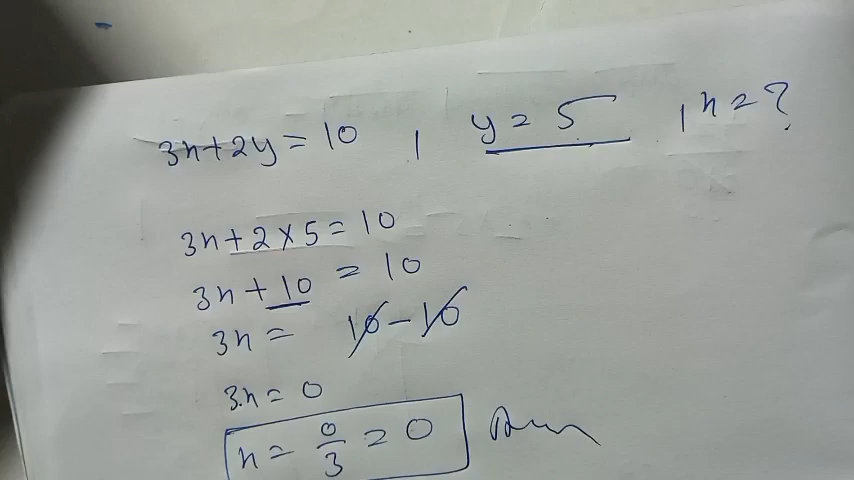 3x+2y = 10 , y = 5 , x = ?
3x+2×5=10
3x+10 = 10
3x = 10-10
3x = 0
x = 0/3 = 0 Ans